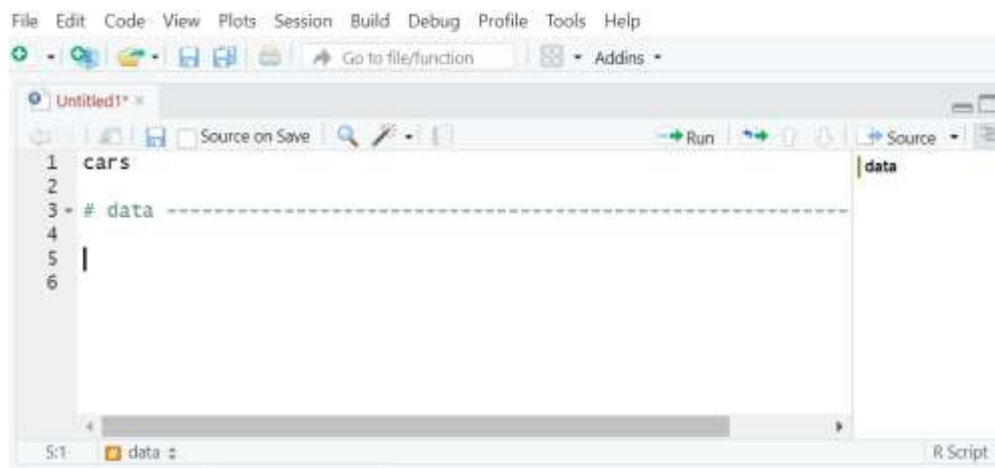 File Edit Code View Plots Session Build Debug Profile Tools Help
Go to file/function Addins
Untitled1*
Source on Save Run Source
1 cars
2
3 # data --------------------------------------------------------
4
5
6
data
5:1 # data R Script